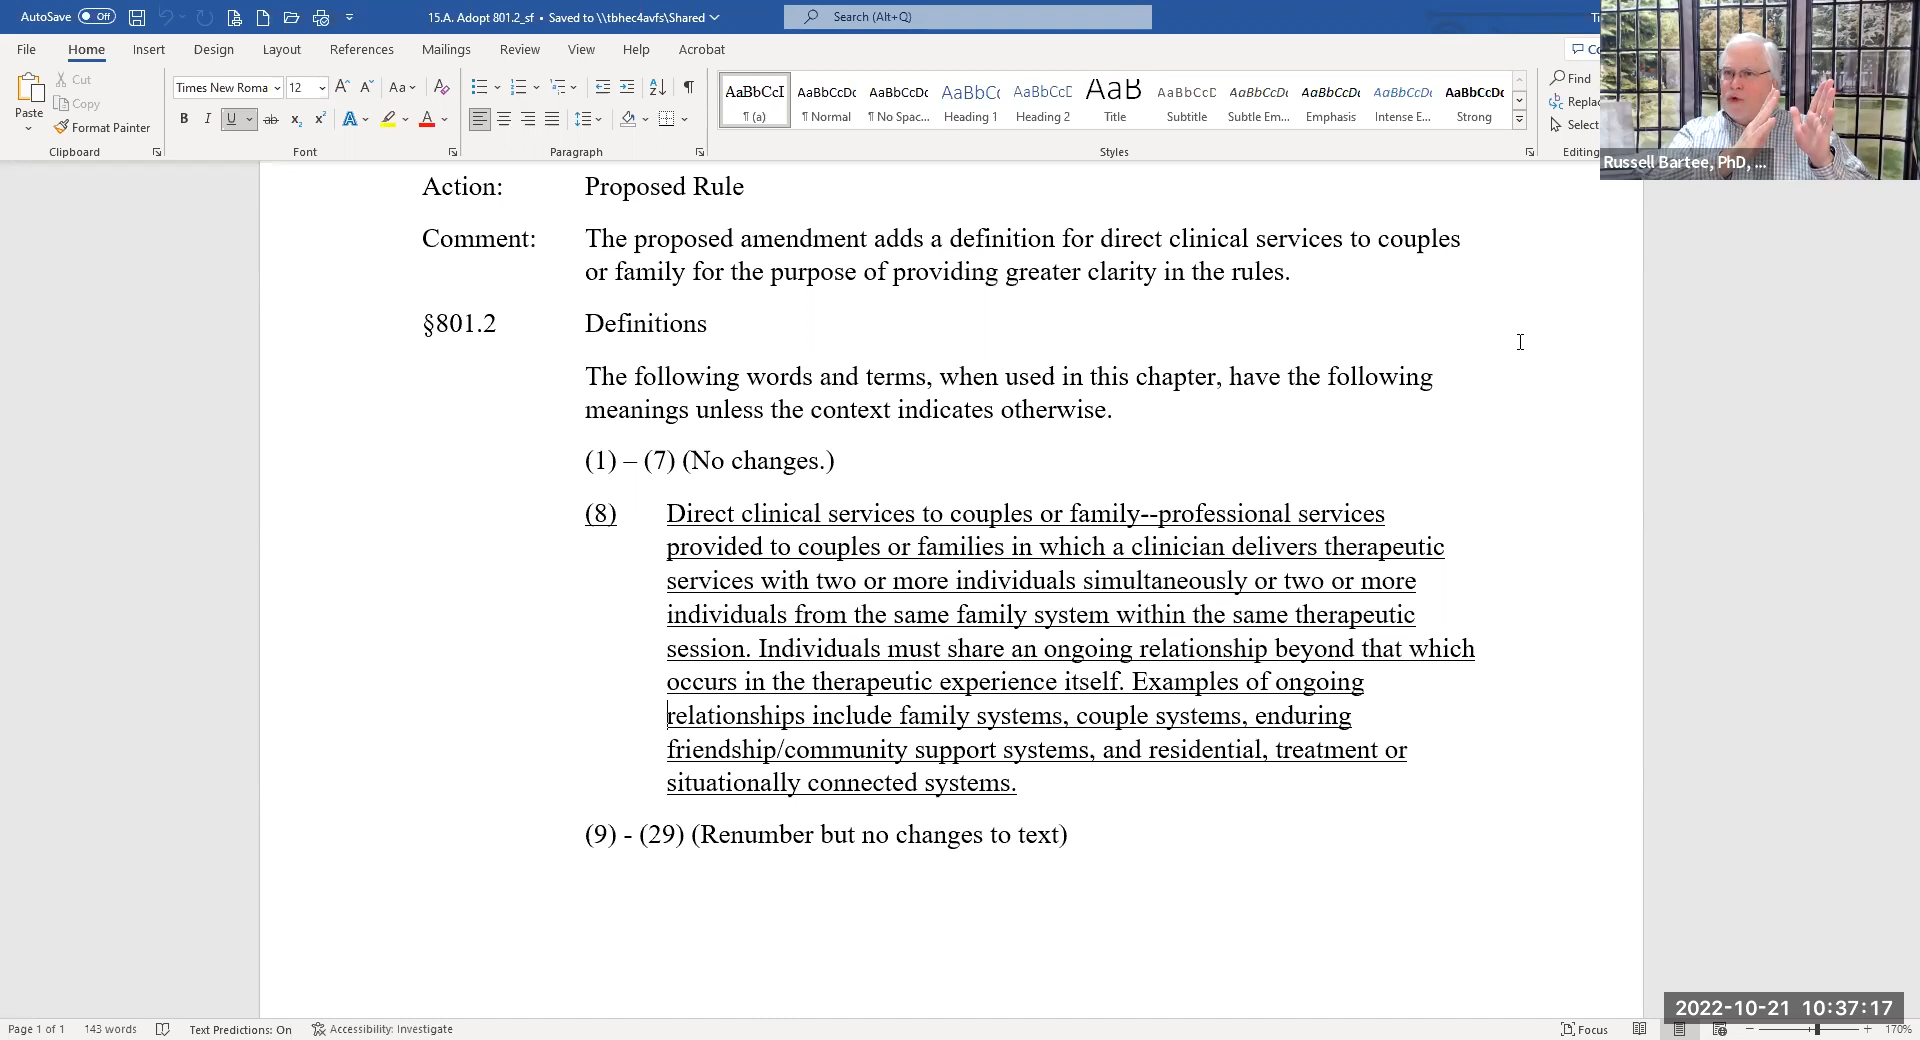 AutoSave Off 15.A. Adopt 801.2_sf • Saved to \\tbhec4avfs\Shared Search (Alt+Q)
File Home Insert Design Layout References Mailings Review View Help Acrobat
Paste Cut Copy Format Painter
Times New Roma 12 Aa
B I U ab x₂ x² A A
AaBbCcI AaBbCcDc AaBbCcDc AaBbCc AaBbCcD AaB AaBbCcD AaBbCcDc AaBbCcDc AaBbCcDc AaBbCcDc
¶ (a) ¶ Normal ¶ No Spac... Heading 1 Heading 2 Title Subtitle Subtle Em... Emphasis Intense E... Strong
Find
Replac
Select
Clipboard Font Paragraph Styles Editing
Russell Bartee, PhD, ...
Action: Proposed Rule
Comment: The proposed amendment adds a definition for direct clinical services to couples
or family for the purpose of providing greater clarity in the rules.
§801.2 Definitions
The following words and terms, when used in this chapter, have the following
meanings unless the context indicates otherwise.
(1) – (7) (No changes.)
(8) Direct clinical services to couples or family--professional services
provided to couples or families in which a clinician delivers therapeutic
services with two or more individuals simultaneously or two or more
individuals from the same family system within the same therapeutic
session. Individuals must share an ongoing relationship beyond that which
occurs in the therapeutic experience itself. Examples of ongoing
relationships include family systems, couple systems, enduring
friendship/community support systems, and residential, treatment or
situationally connected systems.
(9) - (29) (Renumber but no changes to text)
2022-10-21 10:37:17
Page 1 of 1 143 words Text Predictions: On Accessibility: Investigate Focus 170%